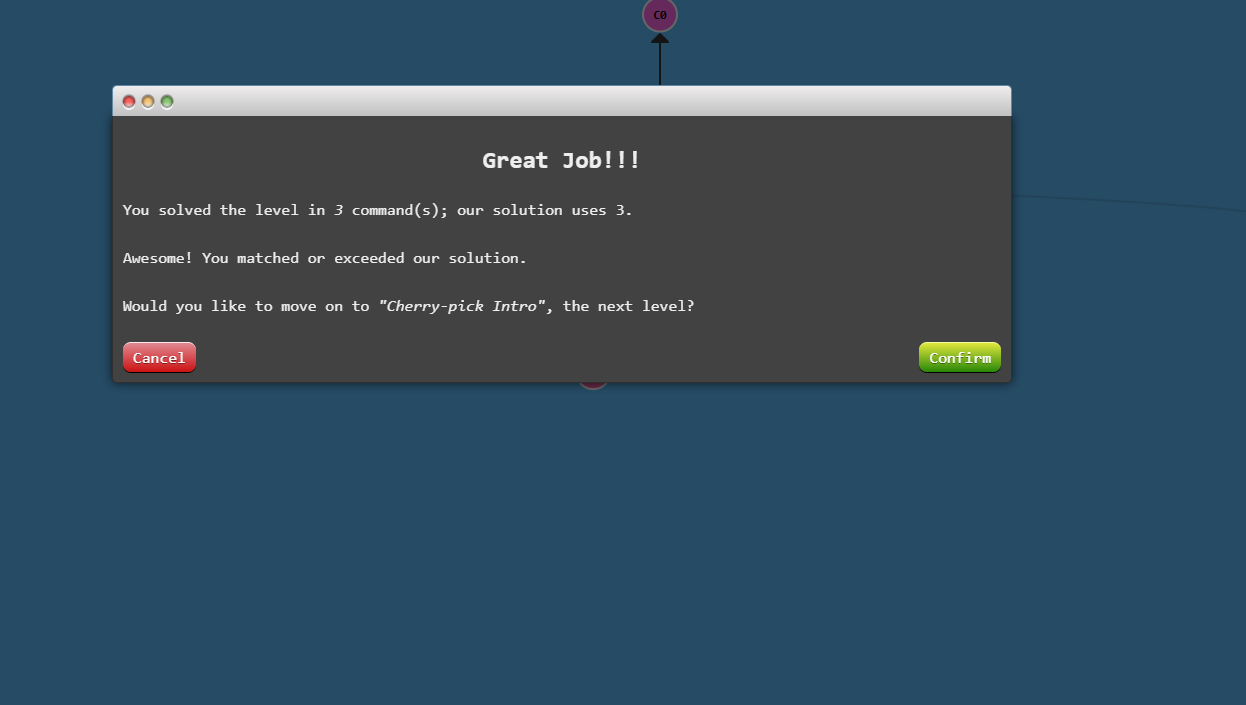 C0
Great Job!!!
You solved the level in 3 command(s); our solution uses 3.
Awesome! You matched or exceeded our solution.
Would you like to move on to "Cherry-pick Intro", the next level?
Cancel
Confirm